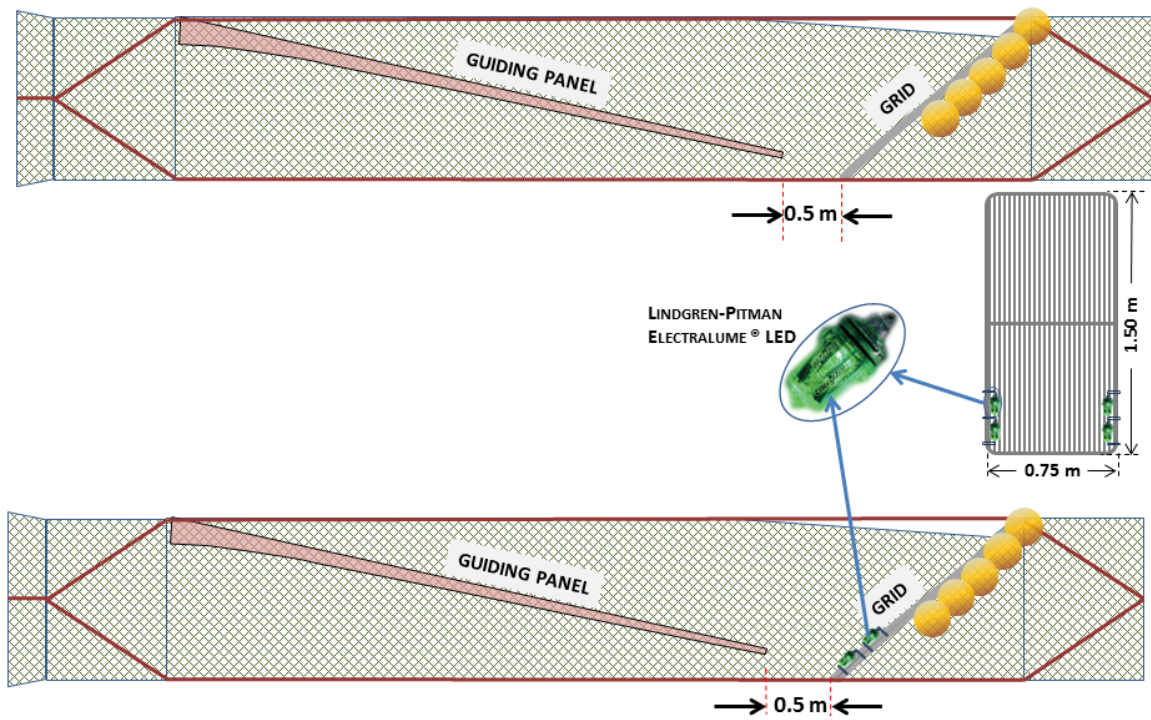 GUIDING PANEL
GRID
0.5 m
1.50 m
LINDGREN-PITMAN
ELECTRALUME ® LED
0.75 m
GUIDING PANEL
GRID
0.5 m